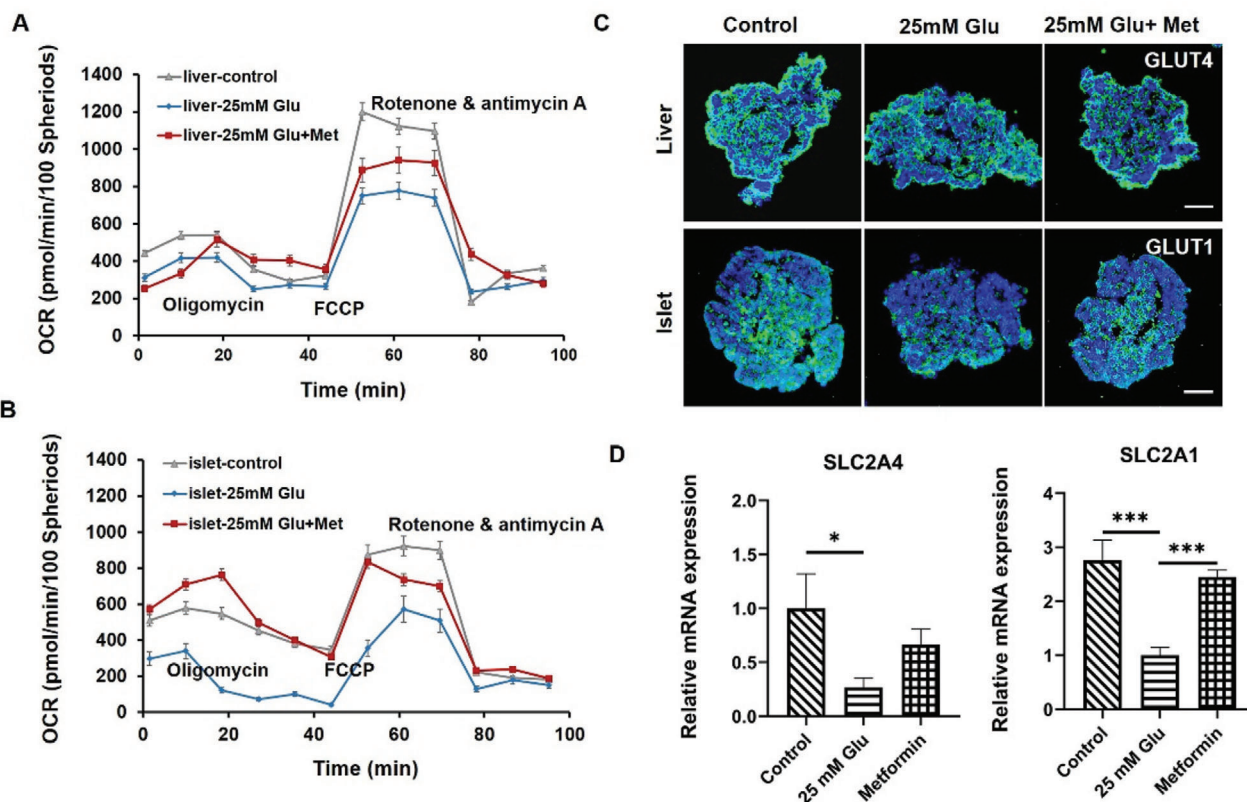 A
OCR (pmol/min/100 Spheriods)
1400
1200
1000
800
600
400
200
0
liver-control
liver-25mM Glu
liver-25mM Glu+Met
Rotenone & antimycin A
Oligomycin
FCCP
0 20 40 60 80 100
Time (min)
B
OCR (pmol/min/100 Spheriods)
1400
1200
1000
800
600
400
200
0
islet-control
islet-25mM Glu
islet-25mM Glu+Met
Rotenone & antimycin A
Oligomycin
FCCP
0 20 40 60 80 100
Time (min)
C
Control 25mM Glu 25mM Glu+ Met
Liver
GLUT4
Islet
GLUT1
D
SLC2A4
Relative mRNA expression
2.0
1.5
1.0
0.5
0.0
*
Control
25 mM Glu
Metformin
SLC2A1
Relative mRNA expression
4
3
2
1
0
***
***
Control
25 mM Glu
Metformin